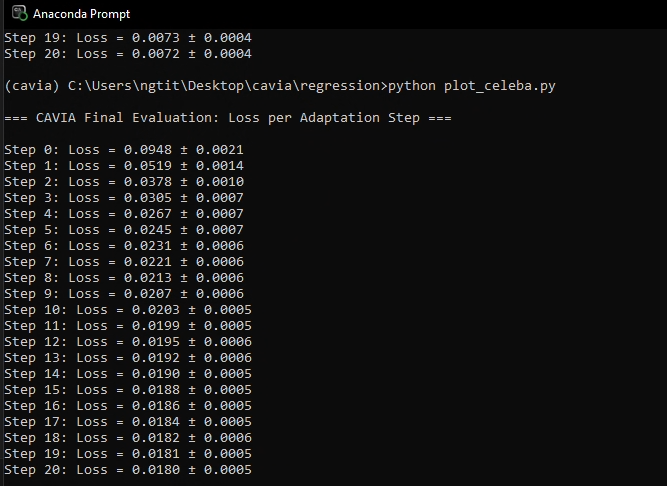 Anaconda Prompt
Step 19: Loss = 0.0073 ± 0.0004
Step 20: Loss = 0.0072 ± 0.0004
(cavia) C:\Users\ngtit\Desktop\cavia\regression>python plot_celeba.py
=== CAVIA Final Evaluation: Loss per Adaptation Step ===
Step 0: Loss = 0.0948 ± 0.0021
Step 1: Loss = 0.0519 ± 0.0014
Step 2: Loss = 0.0378 ± 0.0010
Step 3: Loss = 0.0305 ± 0.0007
Step 4: Loss = 0.0267 ± 0.0007
Step 5: Loss = 0.0245 ± 0.0007
Step 6: Loss = 0.0231 ± 0.0006
Step 7: Loss = 0.0221 ± 0.0006
Step 8: Loss = 0.0213 ± 0.0006
Step 9: Loss = 0.0207 ± 0.0006
Step 10: Loss = 0.0203 ± 0.0005
Step 11: Loss = 0.0199 ± 0.0005
Step 12: Loss = 0.0195 ± 0.0006
Step 13: Loss = 0.0192 ± 0.0006
Step 14: Loss = 0.0190 ± 0.0005
Step 15: Loss = 0.0188 ± 0.0005
Step 16: Loss = 0.0186 ± 0.0005
Step 17: Loss = 0.0184 ± 0.0005
Step 18: Loss = 0.0182 ± 0.0006
Step 19: Loss = 0.0181 ± 0.0005
Step 20: Loss = 0.0180 ± 0.0005